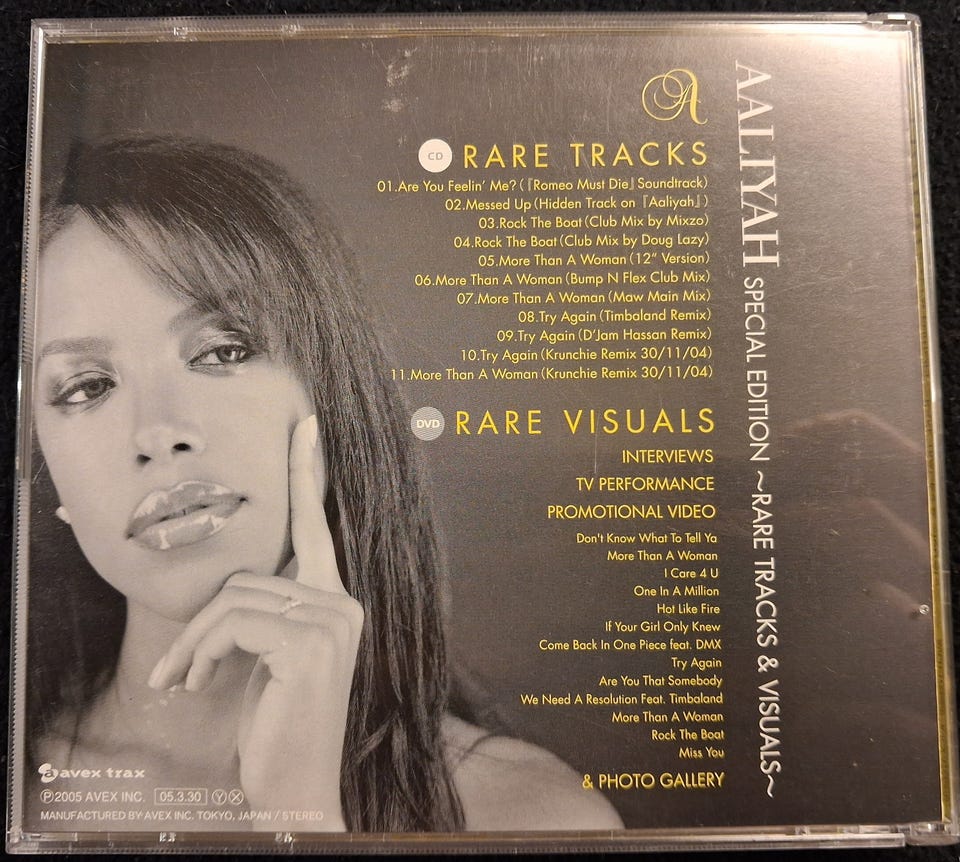 A
CD RARE TRACKS
01.Are You Feelin' Me?(『Romeo Must Die』Soundtrack)
02.Messed Up(Hidden Track on 『Aaliyah』)
03.Rock The Boat(Club Mix by Mixzo)
04.Rock The Boat(Club Mix by Doug Lazy)
05.More Than A Woman(12" Version)
06.More Than A Woman(Bump N Flex Club Mix)
07.More Than A Woman(Maw Main Mix)
08.Try Again(Timbaland Remix)
09.Try Again(D'Jam Hassan Remix)
10.Try Again(Krunchie Remix 30/11/04)
11.More Than A Woman(Krunchie Remix 30/11/04)
DVD RARE VISUALS
INTERVIEWS
TV PERFORMANCE
PROMOTIONAL VIDEO
Don't Know What To Tell Ya
More Than A Woman
I Care 4 U
One In A Million
Hot Like Fire
If Your Girl Only Knew
Come Back In One Piece feat. DMX
Try Again
Are You That Somebody
We Need A Resolution Feat. Timbaland
More Than A Woman
Rock The Boat
Miss You
& PHOTO GALLERY
AALIYAH SPECIAL EDITION ~RARE TRACKS & VISUALS~
a avex trax
Ⓟ2005 AVEX INC. 05.3.30 Ⓨ Ⓧ
MANUFACTURED BY AVEX INC. TOKYO, JAPAN / STEREO